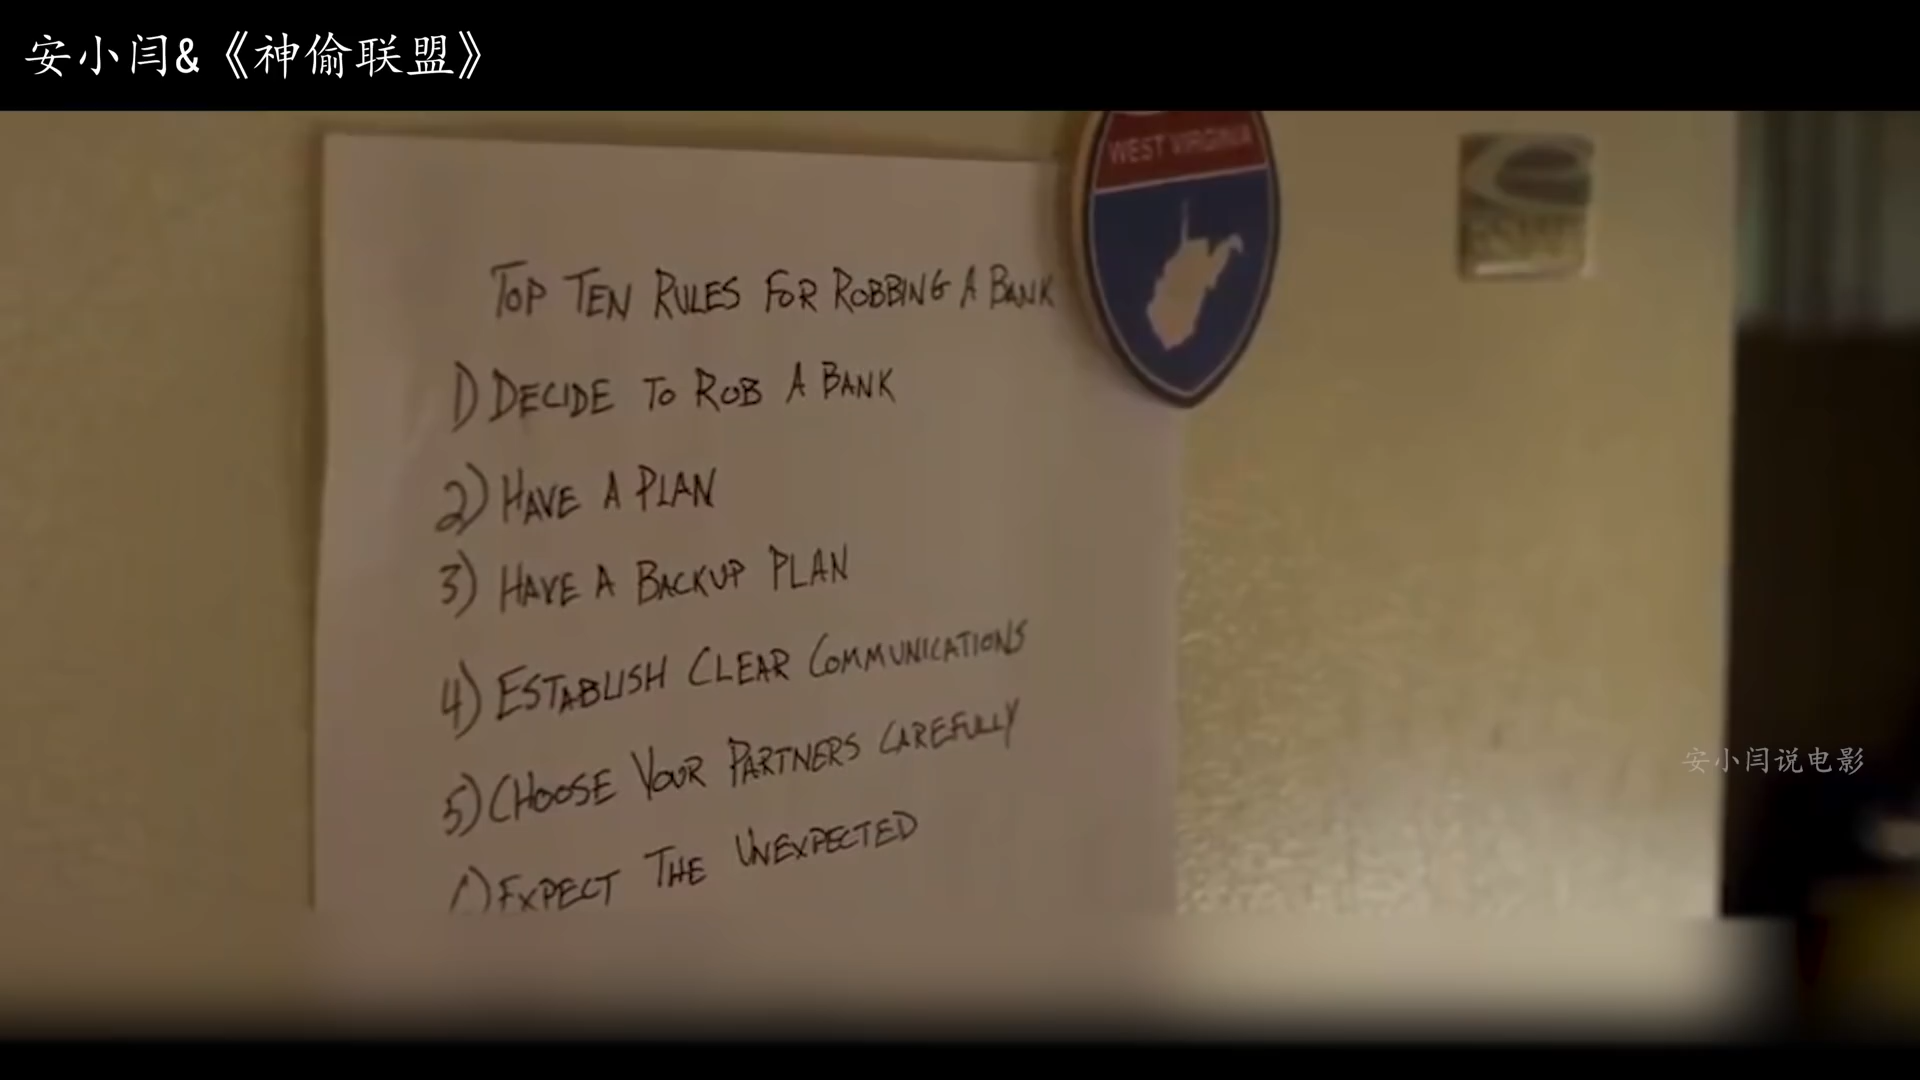 安小闫&《神偷联盟》
WEST VIRGINIA
TOP TEN RULES FOR ROBBING A BANK
1) DECIDE TO ROB A BANK
2) HAVE A PLAN
3) HAVE A BACKUP PLAN
4) ESTABLISH CLEAR COMMUNICATIONS
5) CHOOSE YOUR PARTNERS CAREFULLY
EXPECT THE UNEXPECTED
安小闫说电影